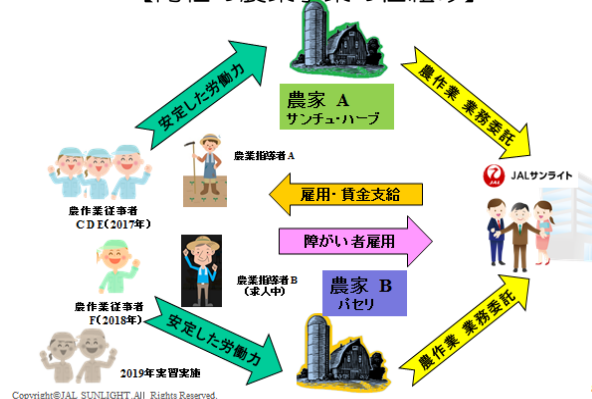 安定した労働力
農家 A
サンチュ・ハーブ
農作業 業務委託
農業指導者A
JALサンライト
JAL
雇用・賃金支給
農作業従事者
CDE(2017年)
障がい者雇用
農業指導者B
(求人中)
農家 B
パセリ
農作業従事者
F(2018年)
安定した労働力
農作業 業務委託
2019年実習実施
Copyright©JAL SUNLIGHT.All Rights Reserved.